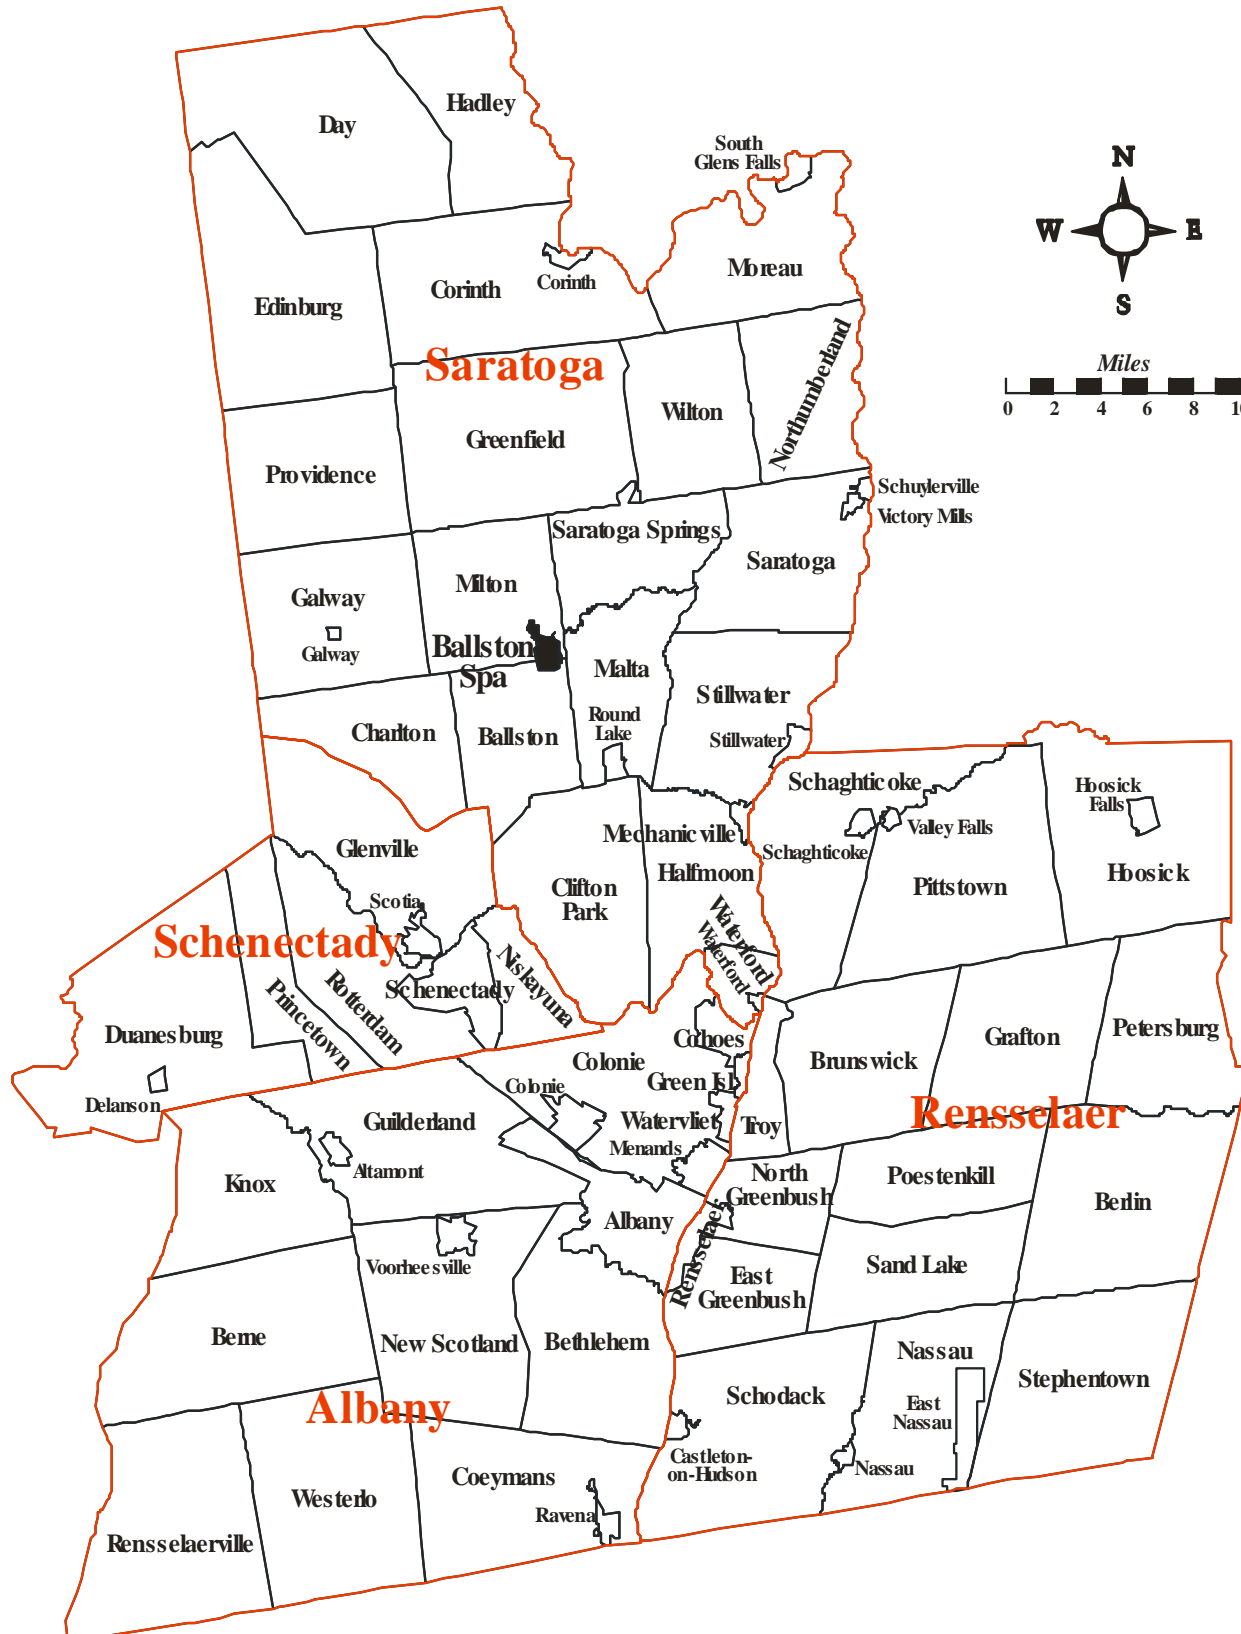 Hadley
Day
South
Glens Falls
N
W
E
S
Moreau
Corinth
Corinth
Edinburg
Saratoga
Miles
0 2 4 6 8 10
Northumberland
Wilton
Greenfield
Providence
Schuylerville
Victory Mills
Saratoga Springs
Saratoga
Milton
Galway
Galway
Ballston
Spa
Malta
Stillwater
Round
Lake
Stillwater
Charlton
Ballston
Schaghticoke
Hoosick
Falls
Mechanicville
Valley Falls
Schaghticoke
Glenville
Halfmoon
Hoosick
Clifton
Park
Pittstown
Scotia
Waterford
Waterford
Schenectady
Niskayuna
Schenectady
Rotterdam
Princetown
Duanesburg
Cohoes
Colonie
Brunswick
Grafton
Petersburg
Green Isl.
Colonie
Delanson
Rensselaer
Guilderland
Watervliet
Troy
Menands
Altamont
Knox
North
Greenbush
Poestenkill
Berlin
Albany
Rensselaer
Voorheesville
Sand Lake
East
Greenbush
Berne
New Scotland
Bethlehem
Nassau
Stephentown
Schodack
Albany
East
Nassau
Castleton-
on-Hudson
Nassau
Coeymans
Westerlo
Ravena
Rensselaerville